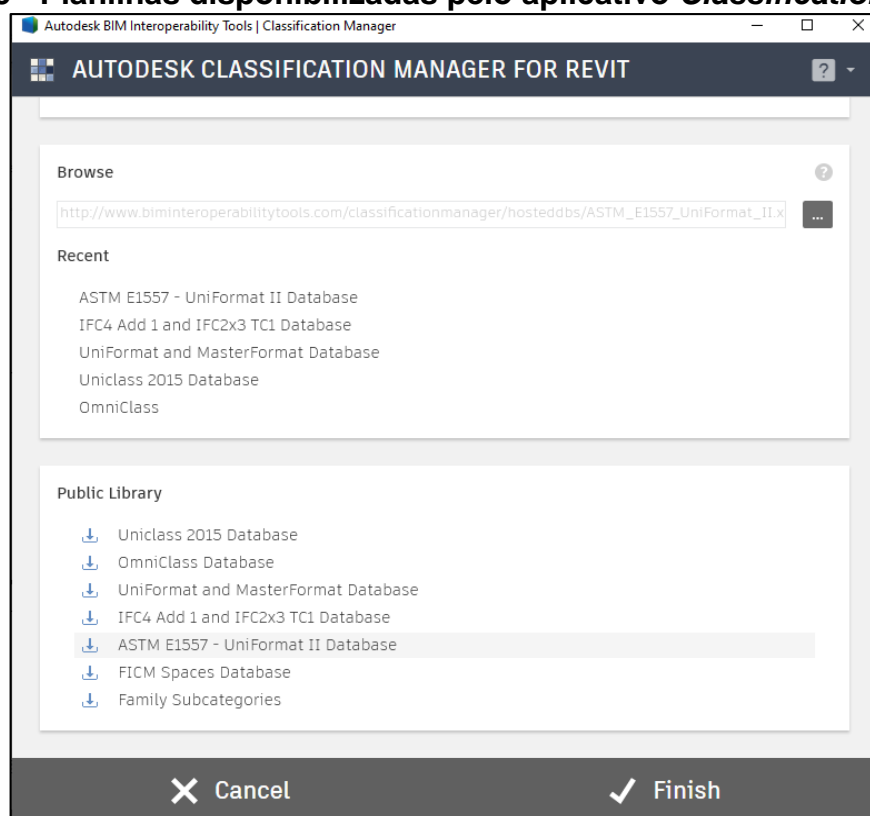 Planilhas disponibilizadas pelo aplicativo
Autodesk BIM Interoperability Tools | Classification Manager
AUTODESK CLASSIFICATION MANAGER FOR REVIT
?
Browse
?
http://www.biminteroperabilitytools.com/classificationmanager/hosteddbs/ASTM_E1557_UniFormat_II.x
...
Recent
ASTM E1557 - UniFormat II Database
IFC4 Add 1 and IFC2x3 TC1 Database
UniFormat and MasterFormat Database
Uniclass 2015 Database
OmniClass
Public Library
Uniclass 2015 Database
OmniClass Database
UniFormat and MasterFormat Database
IFC4 Add 1 and IFC2x3 TC1 Database
ASTM E1557 - UniFormat II Database
FICM Spaces Database
Family Subcategories
Cancel
Finish